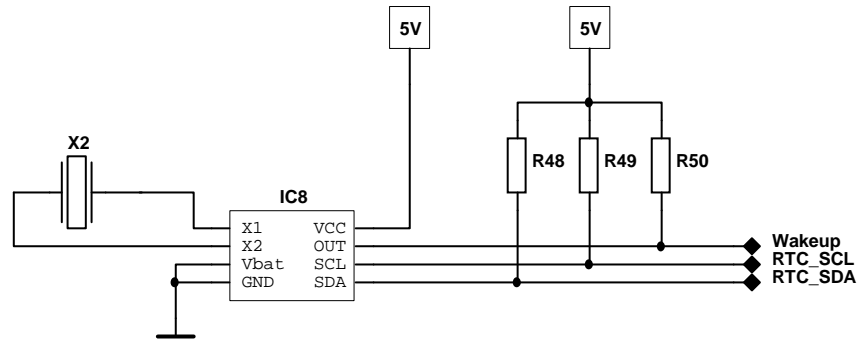 5V
5V
X2
R48
R49
R50
IC8
X1
VCC
X2
OUT
Vbat
SCL
GND
SDA
Wakeup
RTC_SCL
RTC_SDA